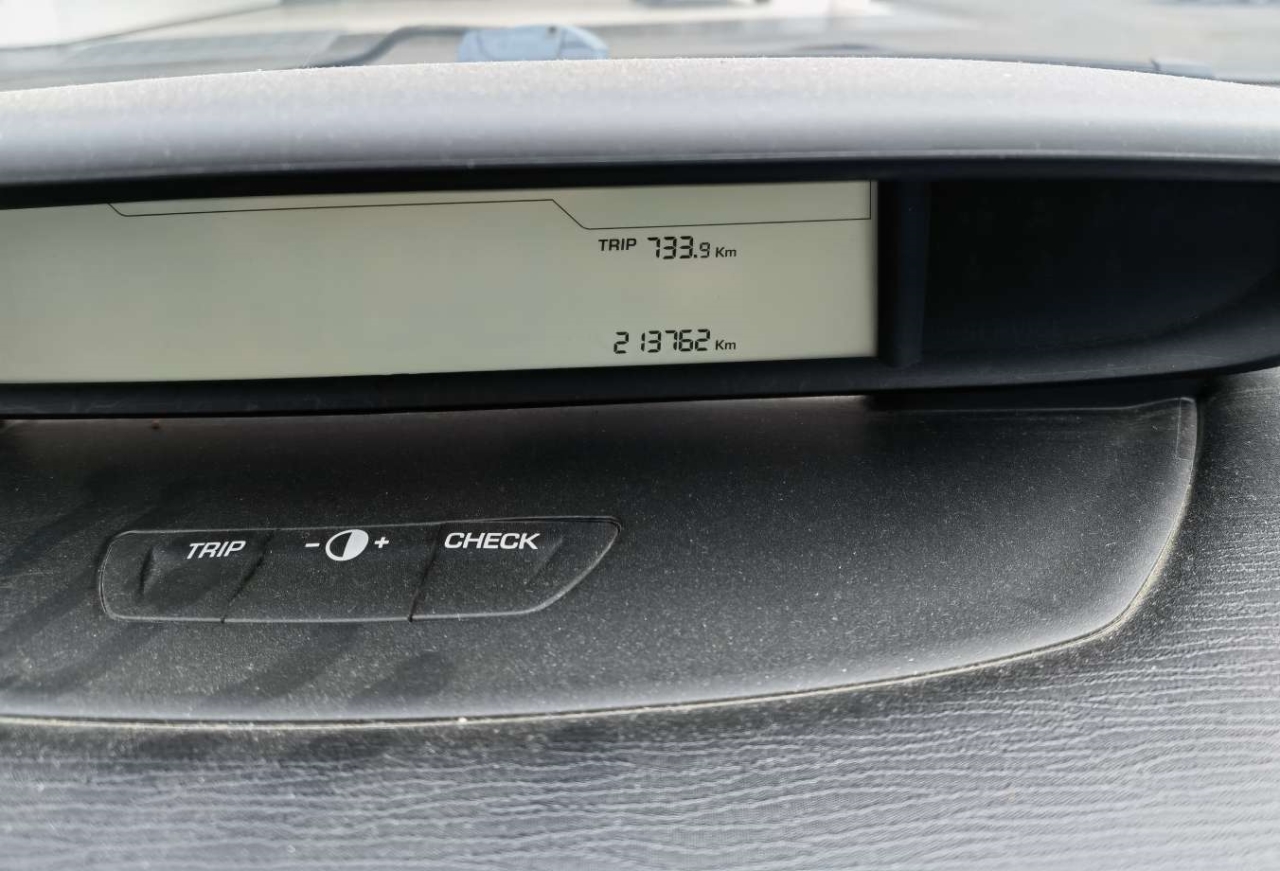 TRIP 733.9 Km
213762 Km
TRIP - + CHECK